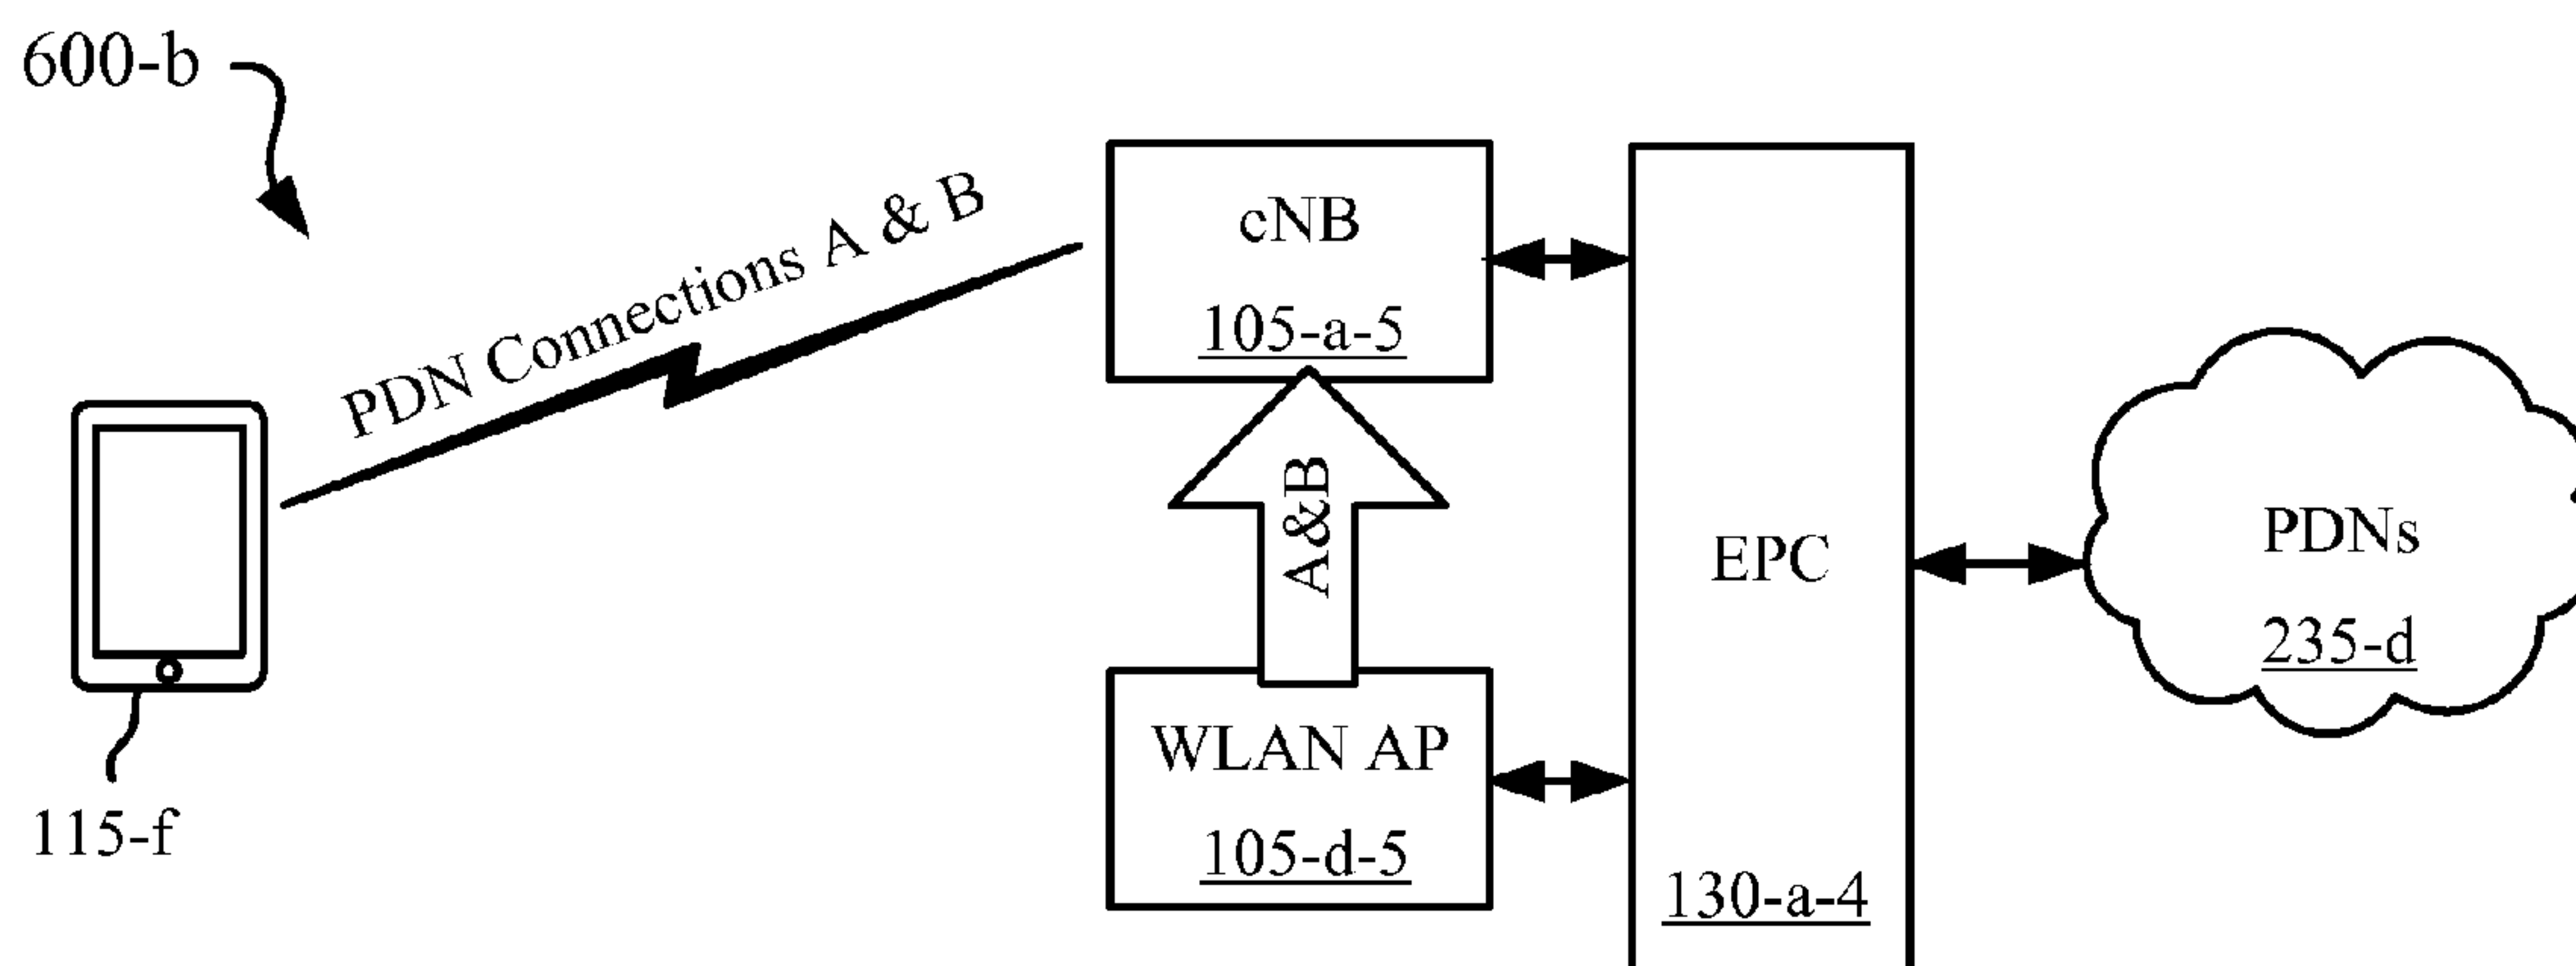 600-b
PDN Connections A & B
cNB
105-a-5
A&B
WLAN AP
105-d-5
EPC
130-a-4
PDNs
235-d
115-f